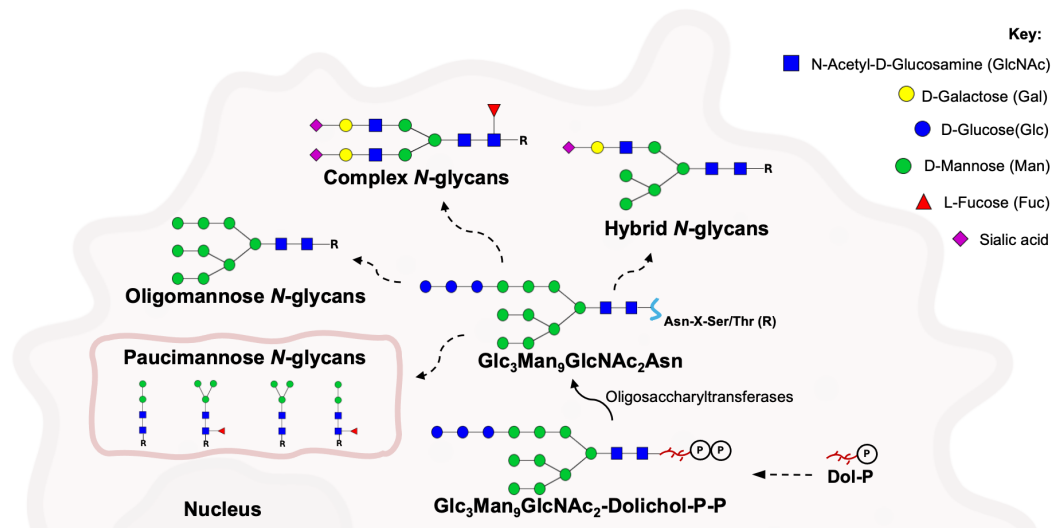 Key:
N-Acetyl-D-Glucosamine (GlcNAc)
D-Galactose (Gal)
D-Glucose(Glc)
D-Mannose (Man)
L-Fucose (Fuc)
Sialic acid
R
Complex N-glycans
R
Hybrid N-glycans
R
Oligomannose N-glycans
Asn-X-Ser/Thr (R)
Glc₃Man₉GlcNAc₂Asn
Paucimannose N-glycans
R
R
R
R
Oligosaccharyltransferases
P P
Glc₃Man₉GlcNAc₂-Dolichol-P-P
P
Dol-P
Nucleus